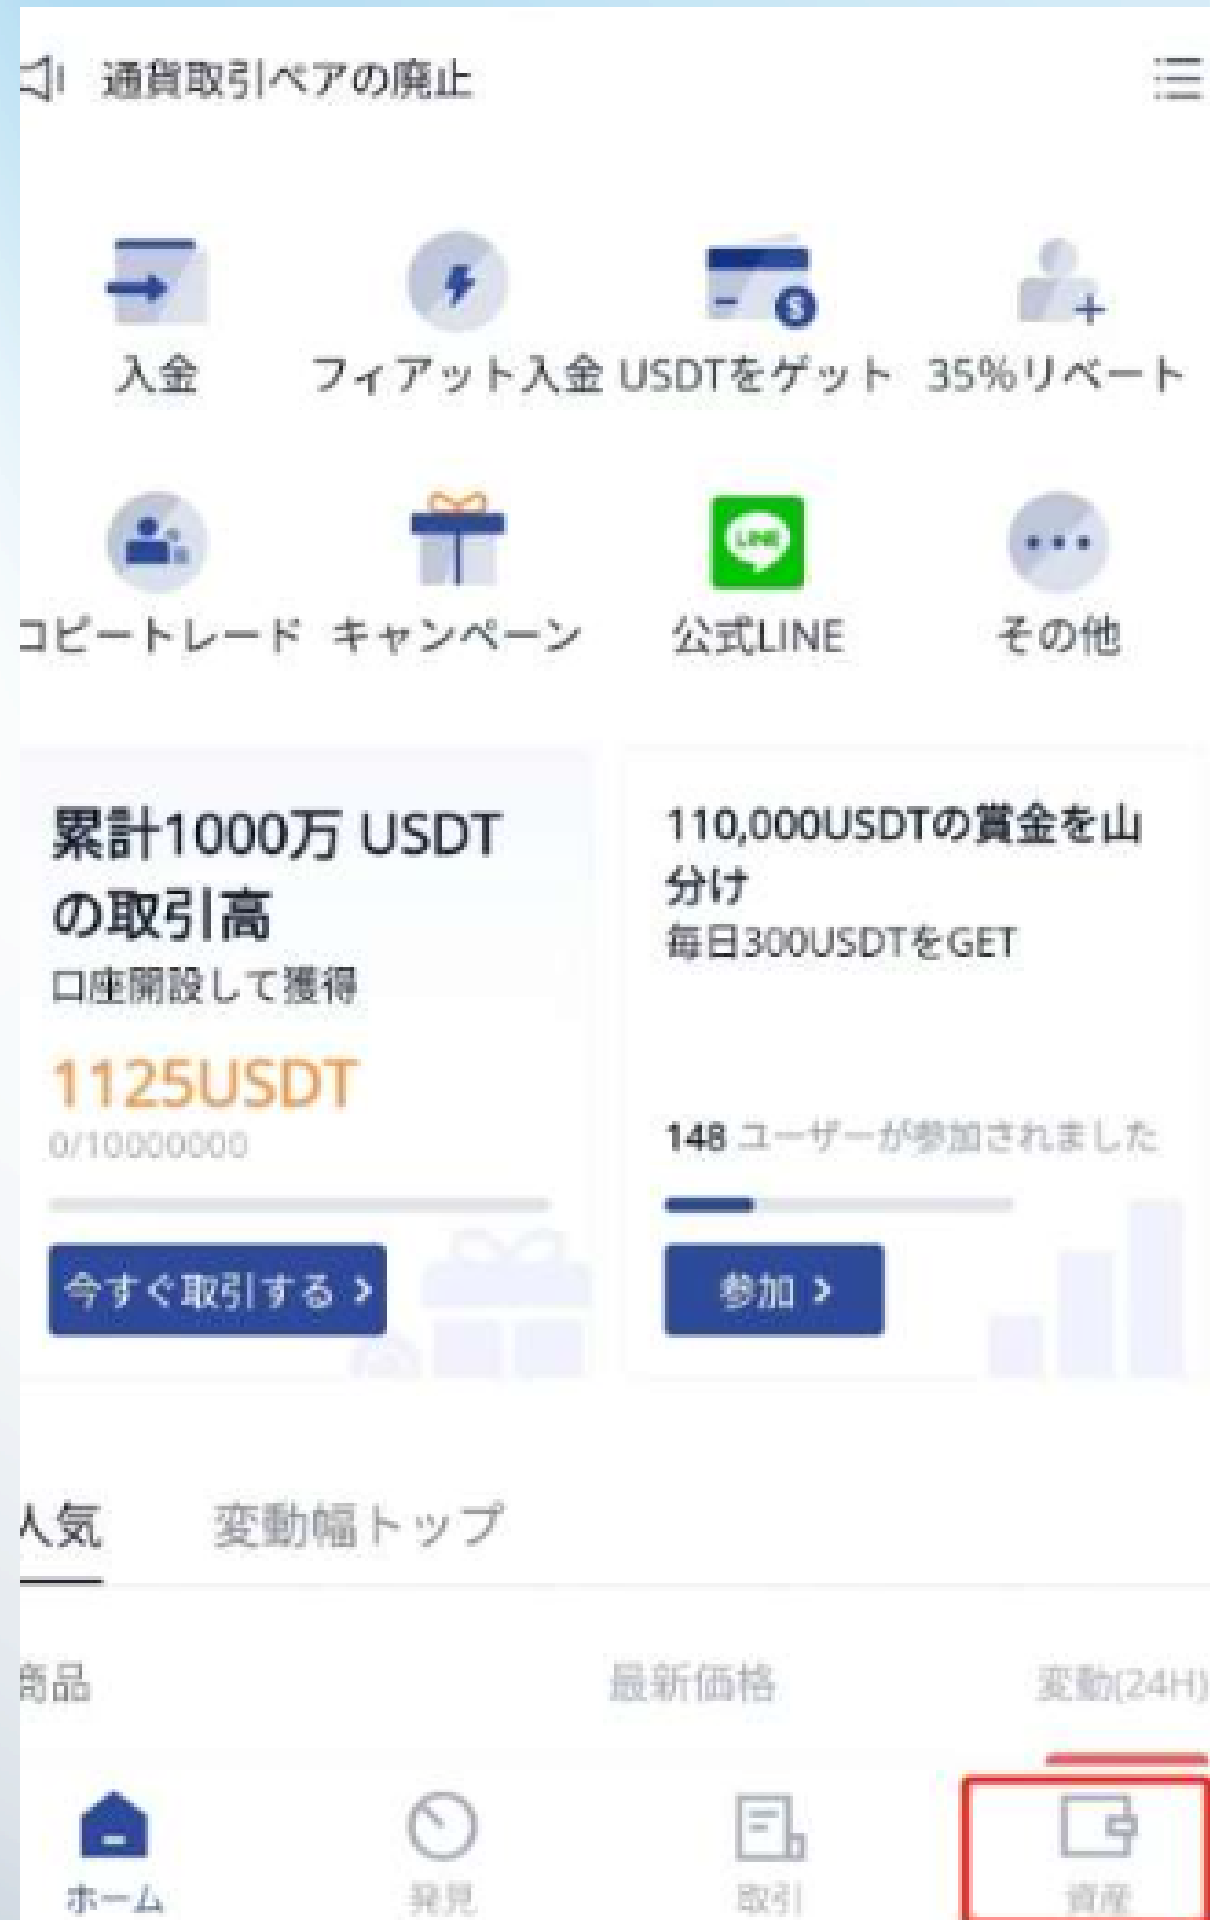 通貨取引ペアの廃止
入金 フィアット入金 USDTをゲット 35%リベート
LINE
コピートレード キャンペーン 公式LINE その他
累計1000万 USDT
の取引高
口座開設して獲得
1125USDT
0/10000000
今すぐ取引する
110,000USDTの賞金を山
分け
毎日300USDTをGET
148 ユーザーが参加されました
参加
人気 変動幅トップ
商品 最新価格 変動(24H)
ホーム 発見 取引 資産